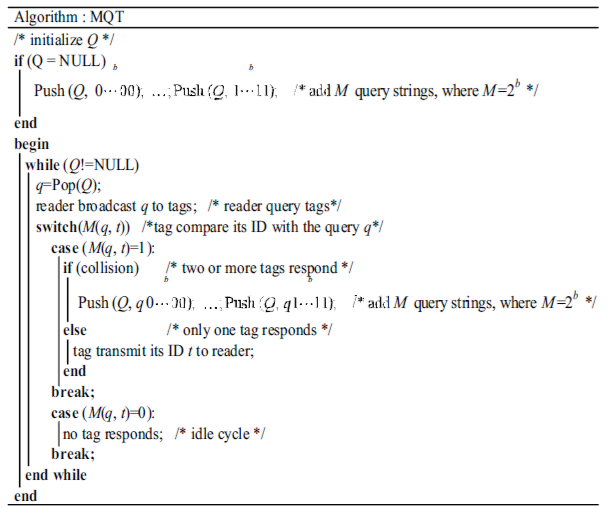 Algorithm : MQT
/* initialize Q */
if (Q = NULL)
b b
Push (Q, 0⋯00); …; Push (Q, 1⋯11); /* add M query strings, where M=2^b */
end
begin
while (Q!=NULL)
q=Pop(Q);
reader broadcast q to tags; /* reader query tags*/
switch(M(q, t)) /*tag compare its ID with the query q*/
case (M(q, t)=1):
if (collision) /* two or more tags respond */
b b
Push (Q, q0⋯00); …; Push (Q, q1⋯11); /* add M query strings, where M=2^b */
else /* only one tag responds */
tag transmit its ID t to reader;
end
break;
case (M(q, t)=0):
no tag responds; /* idle cycle */
break;
end while
end